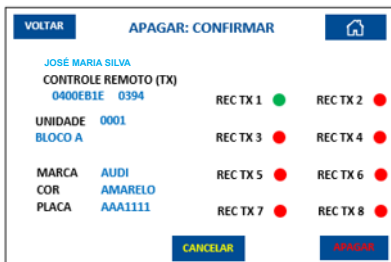 VOLTAR APAGAR: CONFIRMAR
JOSÉ MARIA SILVA
CONTROLE REMOTO (TX)
0400EB1E 0394
REC TX 1 REC TX 2
UNIDADE 0001
BLOCO A
REC TX 3 REC TX 4
MARCA AUDI
REC TX 5 REC TX 6
COR AMARELO
PLACA AAA1111
REC TX 7 REC TX 8
CANCELAR APAGAR